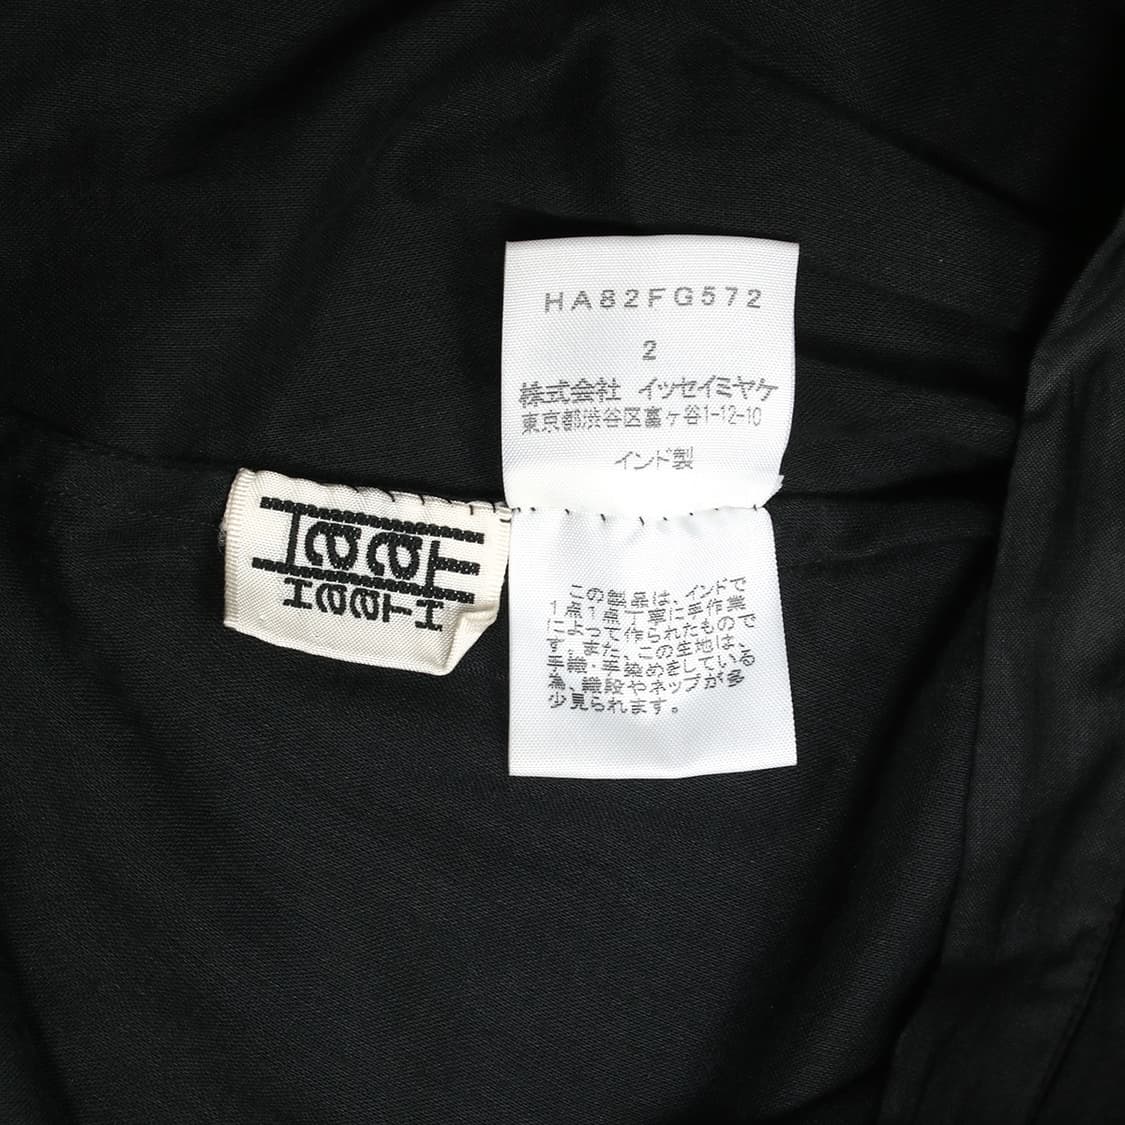 HA82FG572
2
株式会社 イッセイミヤケ
東京都渋谷区富ヶ谷1-12-10
インド製
HaaT
HaaTH
この製品は、インドで
1点1点丁寧に手作業
によって作られたもので
す。また、この生地は、
手織・手染めをしている
為、織段やネップが多
少見られます。